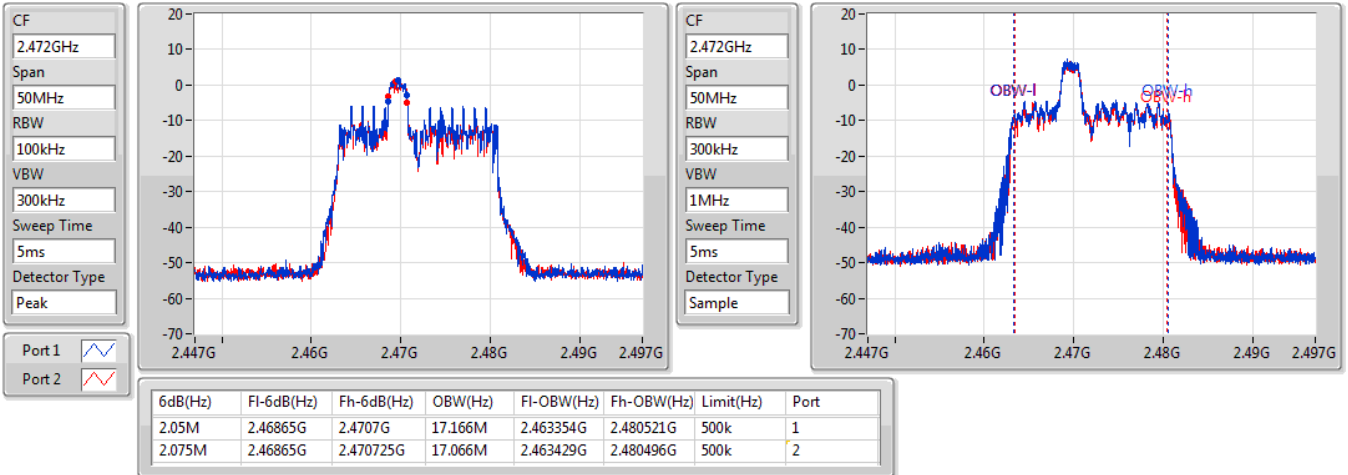 CF
2.472GHz
Span
50MHz
RBW
100kHz
VBW
300kHz
Sweep Time
5ms
Detector Type
Peak
Port 1
Port 2
20
10
0
-10
-20
-30
-40
-50
-60
-70
2.447G 2.46G 2.47G 2.48G 2.49G 2.497G
CF
2.472GHz
Span
50MHz
RBW
300kHz
VBW
1MHz
Sweep Time
5ms
Detector Type
Sample
20
10
0
-10
-20
-30
-40
-50
-60
-70
OBW-l OBW-h
OBW-h
2.447G 2.46G 2.47G 2.48G 2.49G 2.497G
6dB(Hz) Fl-6dB(Hz) Fh-6dB(Hz) OBW(Hz) Fl-OBW(Hz) Fh-OBW(Hz) Limit(Hz) Port
2.05M 2.46865G 2.4707G 17.166M 2.463354G 2.480521G 500k 1
2.075M 2.46865G 2.470725G 17.066M 2.463429G 2.480496G 500k 2